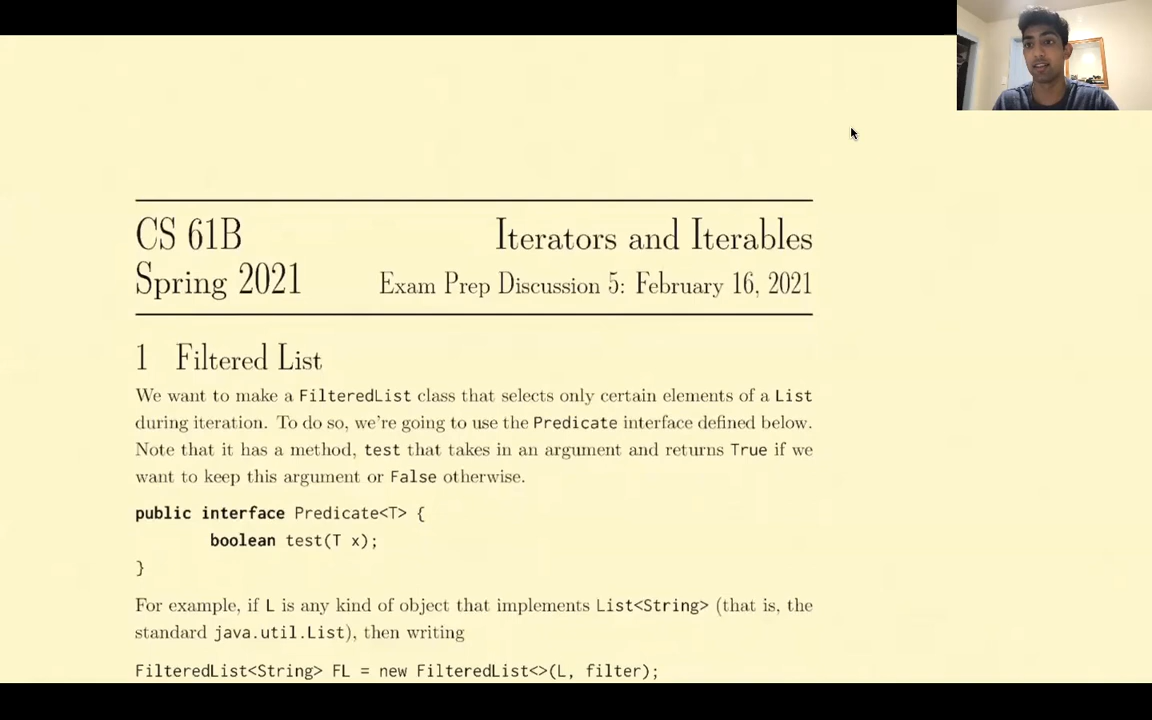 CS 61B
Iterators and Iterables
Spring 2021
Exam Prep Discussion 5: February 16, 2021
1 Filtered List
We want to make a FilteredList class that selects only certain elements of a List
during iteration. To do so, we're going to use the Predicate interface defined below.
Note that it has a method, test that takes in an argument and returns True if we
want to keep this argument or False otherwise.
public interface Predicate<T> {
boolean test(T x);
}
For example, if L is any kind of object that implements List<String> (that is, the
standard java.util.List), then writing
FilteredList<String> FL = new FilteredList<>(L, filter);